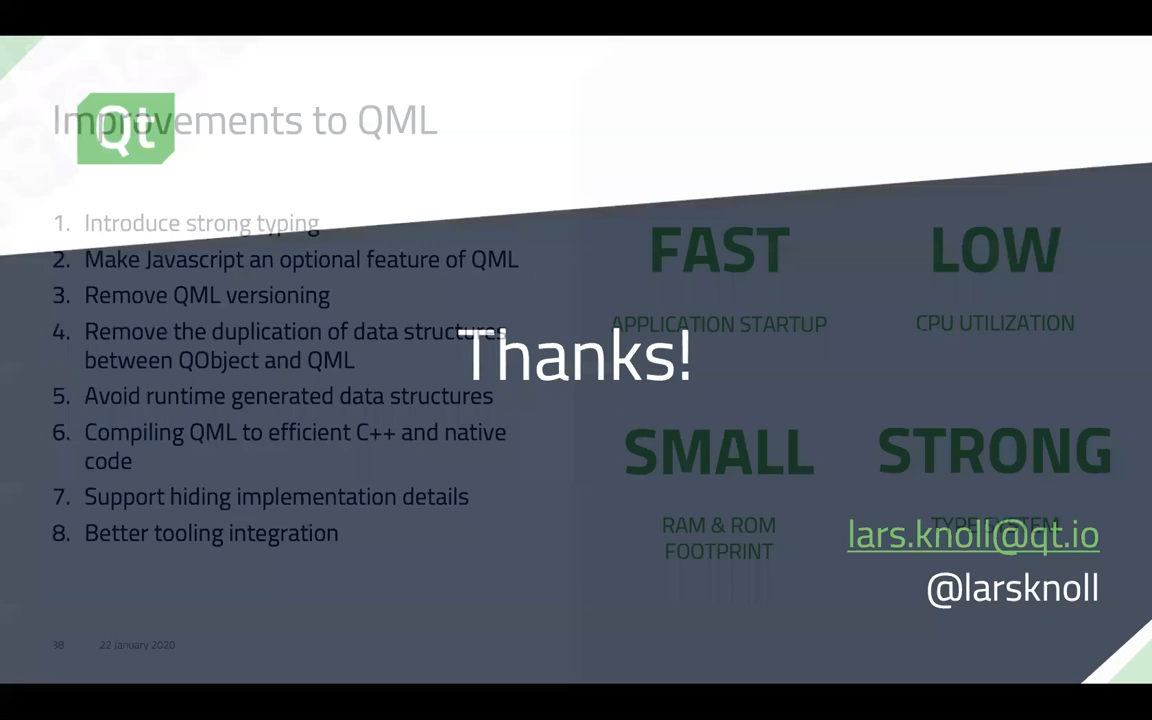 Improvements to QML
Qt
1. Introduce strong typing
2. Make Javascript an optional feature of QML
3. Remove QML versioning
4. Remove the duplication of data structures
between QObject and QML
5. Avoid runtime generated data structures
6. Compiling QML to efficient C++ and native
code
7. Support hiding implementation details
8. Better tooling integration
FAST
APPLICATION STARTUP
LOW
CPU UTILIZATION
Thanks!
SMALL
RAM & ROM
FOOTPRINT
STRONG
TYPE SYSTEM
lars.knoll@qt.io
@larsknoll
38 22 january 2020